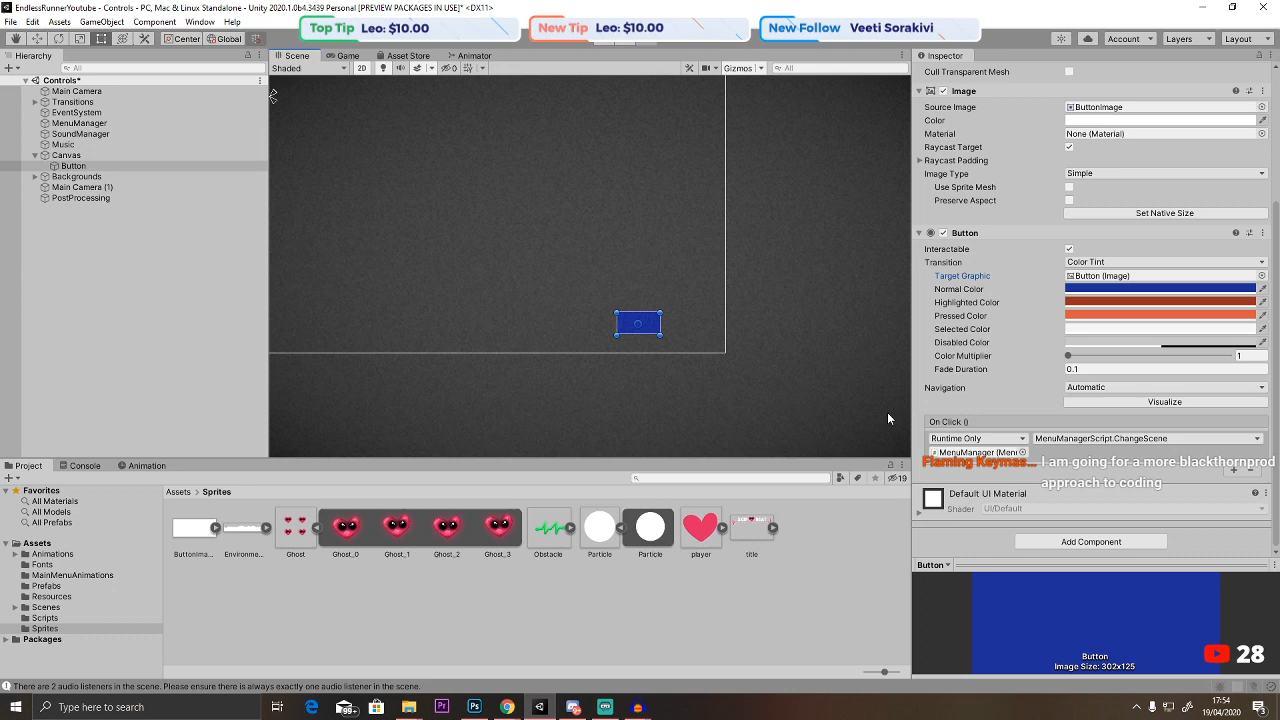 EndlessRunner - Controls - PC, Mac & Linux Standalone - Unity 2020.1.0b4.3439 Personal [PREVIEW PACKAGES IN USE]* <DX11>
File
Top Tip Leo: $10.00
New Tip Leo: $10.00
New Follow Veeti Sorakivi
Center Global Account Layers Layout
Hierarchy
All
Controls*
Main Camera
Transitions
EventSystem
MenuManager
SoundManager
Music
Canvas
Button
Backgrounds
Main Camera (1)
PostProcessing
Scene Game Asset Store Animator
Shaded 2D 0 Gizmos All
Inspector
Cull Transparent Mesh
Image
Source Image ButtonImage
Color
Material None (Material)
Raycast Target
Raycast Padding
Image Type Simple
Use Sprite Mesh
Preserve Aspect
Set Native Size
Button
Interactable
Transition Color Tint
Target Graphic Button (Image)
Normal Color
Highlighted Color
Pressed Color
Selected Color
Disabled Color
Color Multiplier 1
Fade Duration 0.1
Navigation Automatic
Visualize
On Click ()
Runtime Only MenuManagerScript.ChangeScene
MenuManager (Men
Flaming Keymas... I am going for a more blackthornprod
approach to coding
Default UI Material
Shader UI/Default
Add Component
Button
Button
Image Size: 302x125
28
Project Console Animation
19
Favorites
All Materials
All Models
All Prefabs
Assets
Animations
Fonts
MainMenuAnimations
Prefabs
Resources
Scenes
Scripts
Sprites
Packages
Assets > Sprites
ButtonIma... Environme... Ghost Ghost_0 Ghost_1 Ghost_2 Ghost_3 Obstacle Particle Particle player title
There are 2 audio listeners in the scene. Please ensure there is always exactly one audio listener in the scene.
Type here to search
17:54
19/04/2020